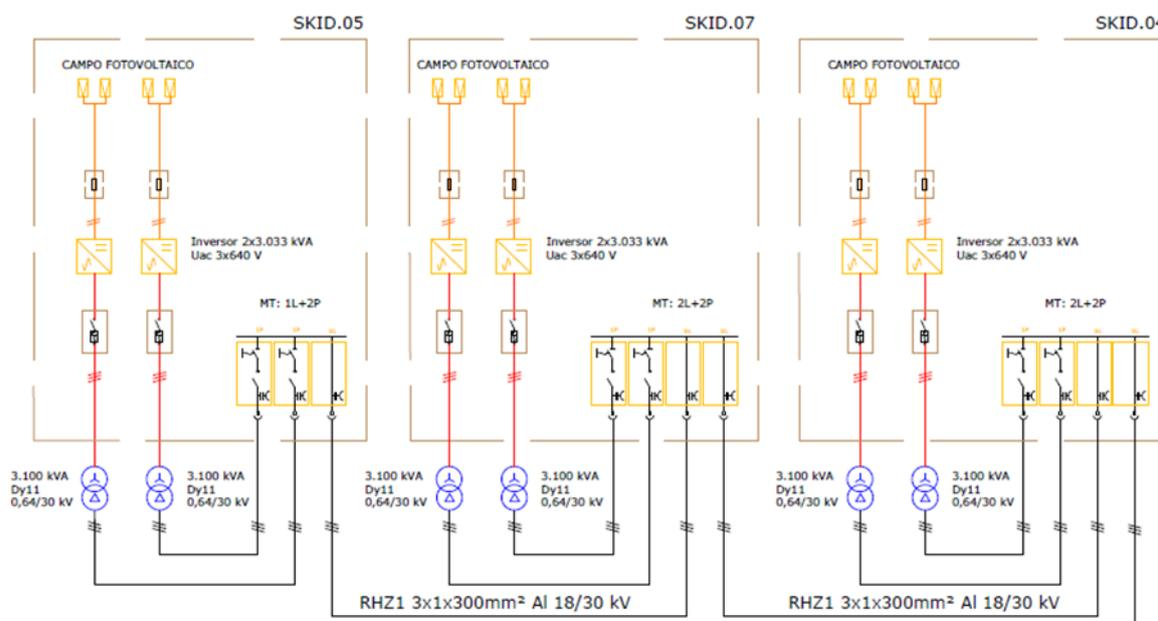 SKID.05
CAMPO FOTOVOLTAICO
Inversor 2x3.033 kVA
Uac 3x640 V
MT: 1L+2P
3.100 kVA
Dy11
0,64/30 kV
3.100 kVA
Dy11
0,64/30 kV
SKID.07
CAMPO FOTOVOLTAICO
Inversor 2x3.033 kVA
Uac 3x640 V
MT: 2L+2P
3.100 kVA
Dy11
0,64/30 kV
3.100 kVA
Dy11
0,64/30 kV
SKID.04
CAMPO FOTOVOLTAICO
Inversor 2x3.033 kVA
Uac 3x640 V
MT: 2L+2P
3.100 kVA
Dy11
0,64/30 kV
3.100 kVA
Dy11
0,64/30 kV
RHZ1 3x1x300mm² Al 18/30 kV
RHZ1 3x1x300mm² Al 18/30 kV